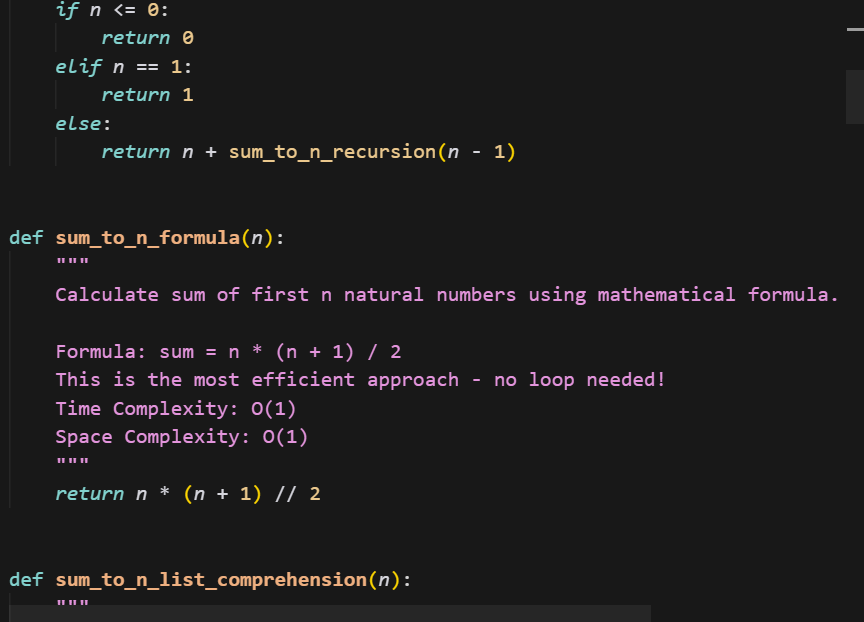 if n <= 0:
return 0
elif n == 1:
return 1
else:
return n + sum_to_n_recursion(n - 1)
def sum_to_n_formula(n):
"""
Calculate sum of first n natural numbers using mathematical formula.
Formula: sum = n * (n + 1) / 2
This is the most efficient approach - no loop needed!
Time Complexity: O(1)
Space Complexity: O(1)
"""
return n * (n + 1) // 2
def sum_to_n_list_comprehension(n):
"""